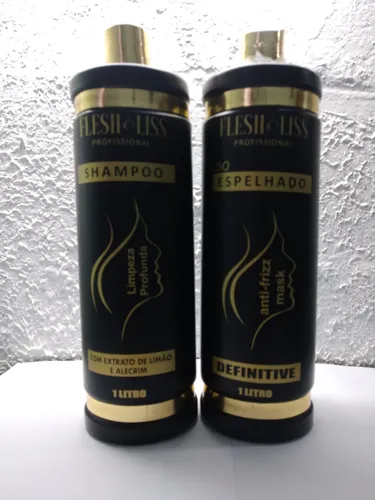 FLESH & LISS
PROFISSIONAL
SHAMPOO
Limpeza
Profunda
COM EXTRATO DE LIMÃO
E ALECRIM
1 LITRO
FLESH & LISS
PROFISSIONAL
ESPELHADO
anti-frizz
mask
DEFINITIVE
1 LITRO